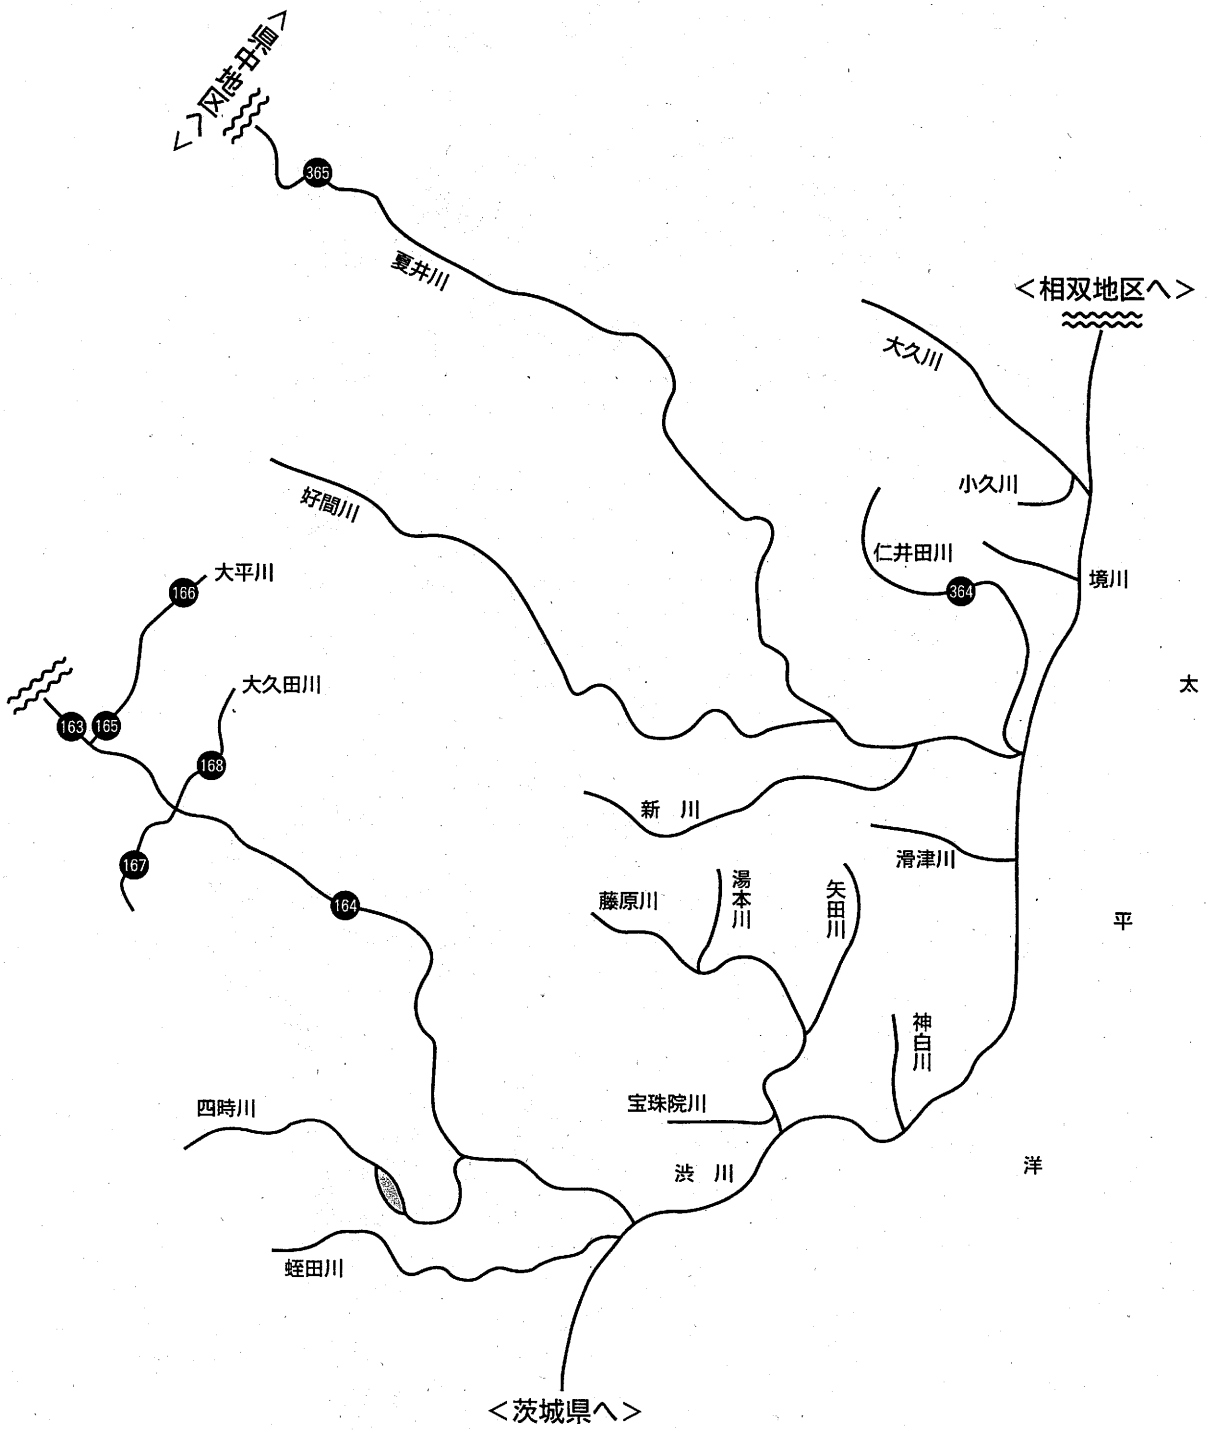 <県中地区へ>
365
夏井川
<相双地区へ>
大久川
小久川
好間川
仁井田川
364
境川
大平川
166
大久田川
163
165
168
167
164
太
平
洋
新 川
滑津川
藤原川
湯本川
矢田川
神白川
宝珠院川
四時川
渋 川
蛭田川
<茨城県へ>